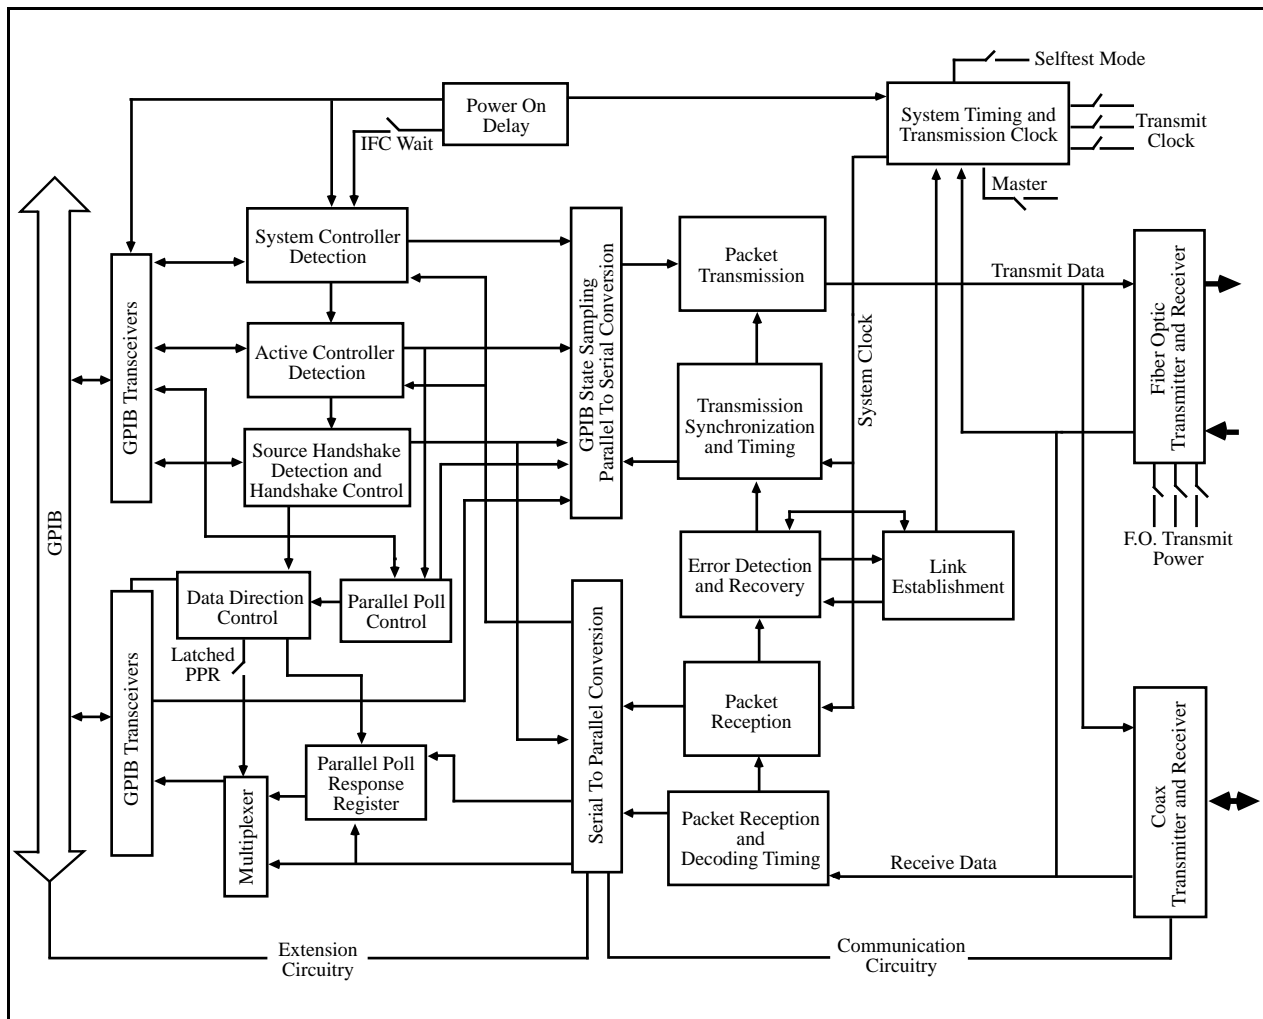 Selftest Mode
Power On
Delay
System Timing and
Transmission Clock
Transmit
Clock
IFC Wait
Master
System Controller
Detection
Packet
Transmission
Transmit Data
GPIB Transceivers
Active Controller
Detection
GPIB State Sampling
Parallel To Serial Conversion
System Clock
Fiber Optic
Transmitter and Receiver
Transmission
Synchronization
and Timing
Source Handshake
Detection and
Handshake Control
GPIB
F.O. Transmit
Power
Error Detection
and Recovery
Link
Establishment
Data Direction
Control
Parallel Poll
Control
Latched
PPR
GPIB Transceivers
Serial To Parallel Conversion
Packet
Reception
Parallel Poll
Response
Register
Multiplexer
Packet Reception
and
Decoding Timing
Receive Data
Coax
Transmitter and Receiver
Extension
Circuitry
Communication
Circuitry